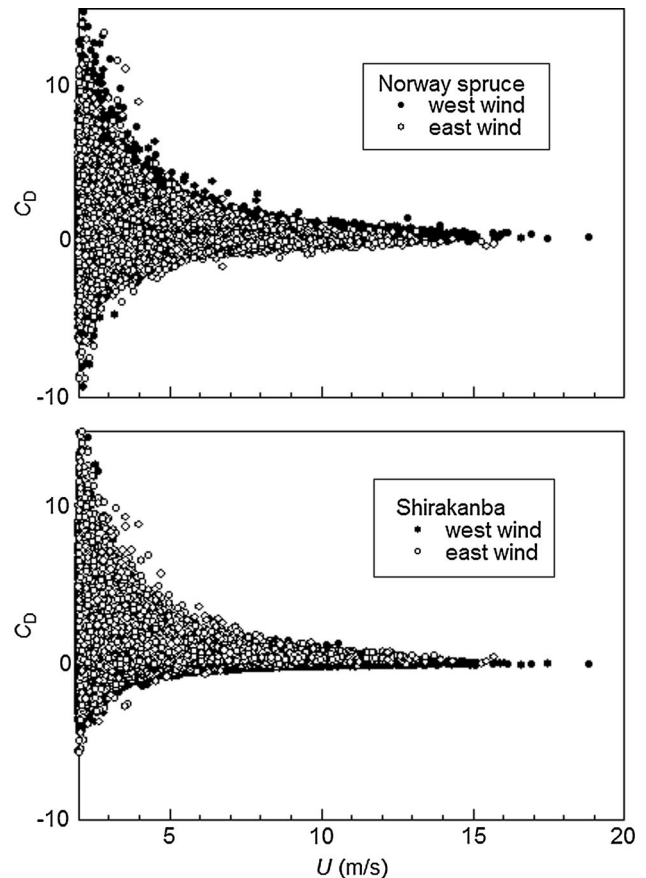 10
0
-10
C_D
Norway spruce
west wind
east wind
10
0
-10
C_D
Shirakanba
west wind
east wind
5 10 15 20
U (m/s)